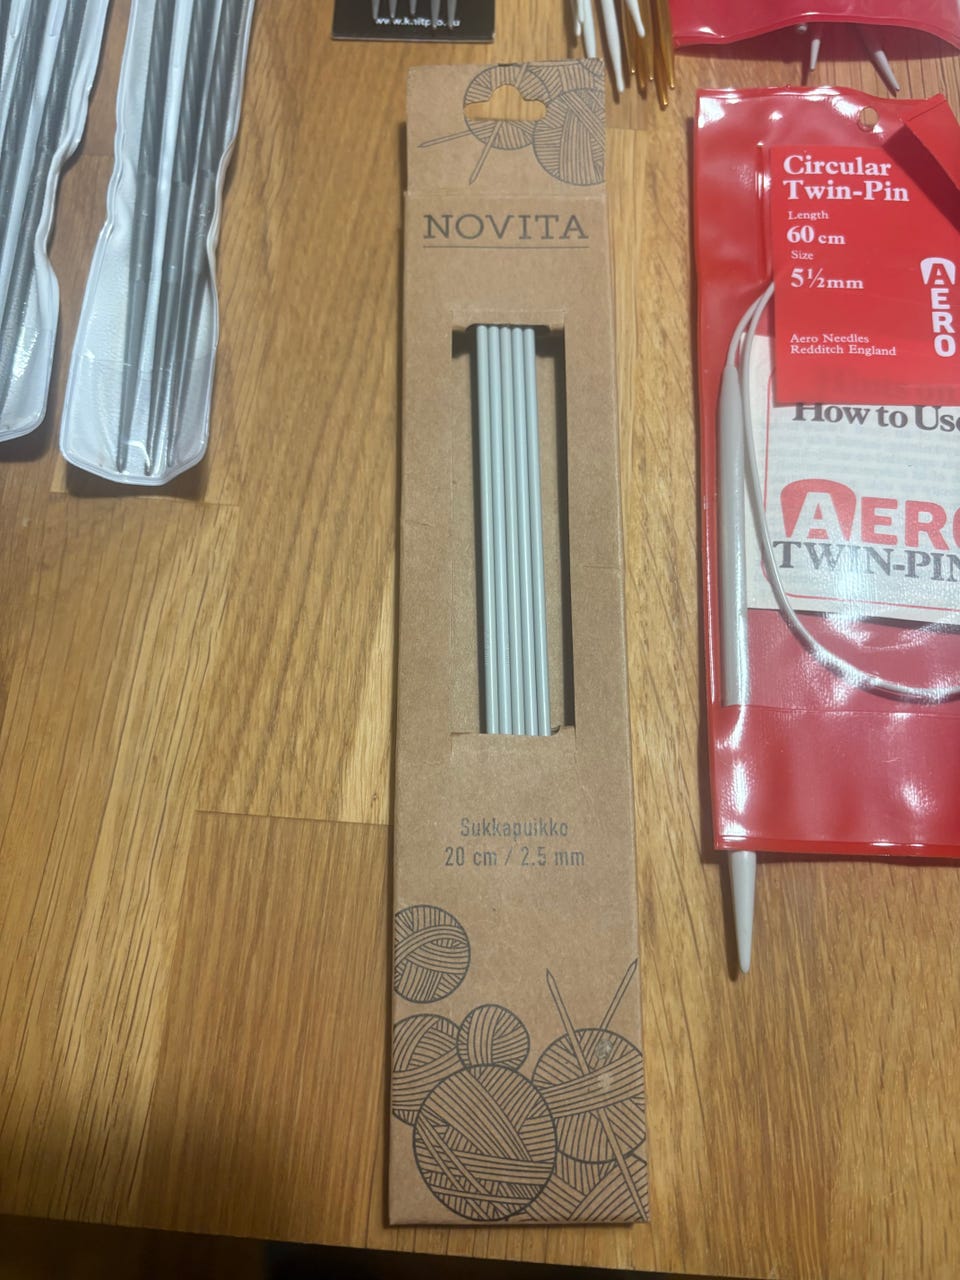 NOVITA
Sukkapuikko
20 cm / 2.5 mm
Circular
Twin-Pin
Length
60 cm
Size
5½mm
Aero Needles
Redditch England
AERO
How to Use
AERO
TWIN-PIN